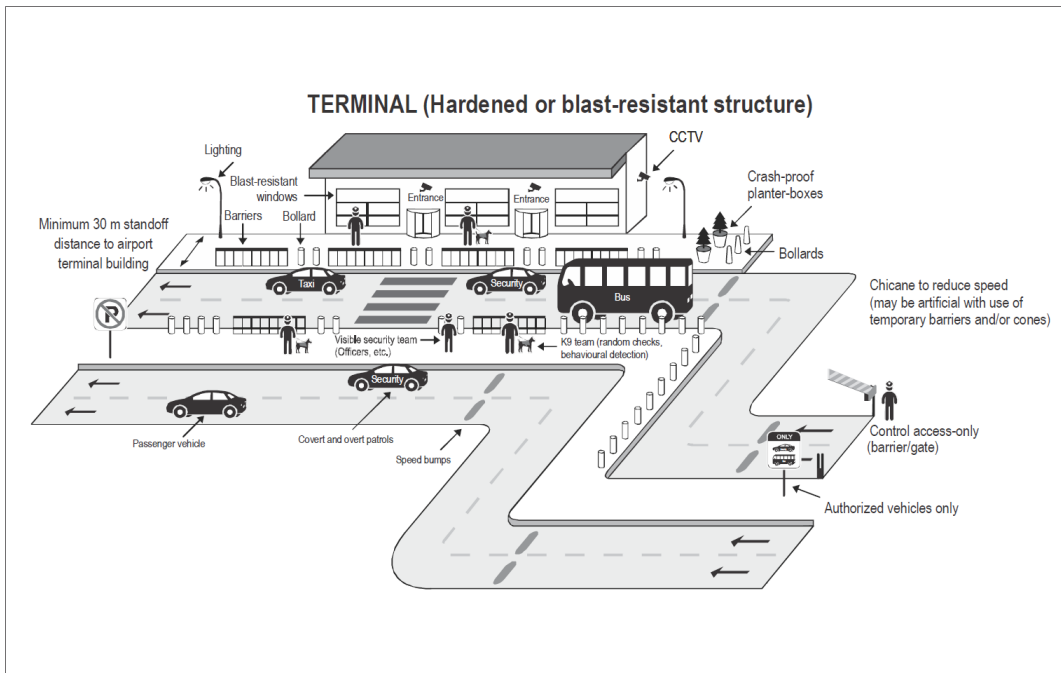 TERMINAL (Hardened or blast-resistant structure)
Lighting
CCTV
Blast-resistant
windows
Entrance
Entrance
Crash-proof
planter-boxes
Minimum 30 m standoff
distance to airport
terminal building
Barriers
Bollard
Bollards
Taxi
Security
Bus
Chicane to reduce speed
(may be artificial with use of
temporary barriers and/or cones)
P
Visible security team
(Officers, etc,)
K9 team (random checks,
behavioural detection)
Security
Passenger vehicle
Covert and overt patrols
Speed bumps
Control access-only
(barrier/gate)
ONLY
Authorized vehicles only